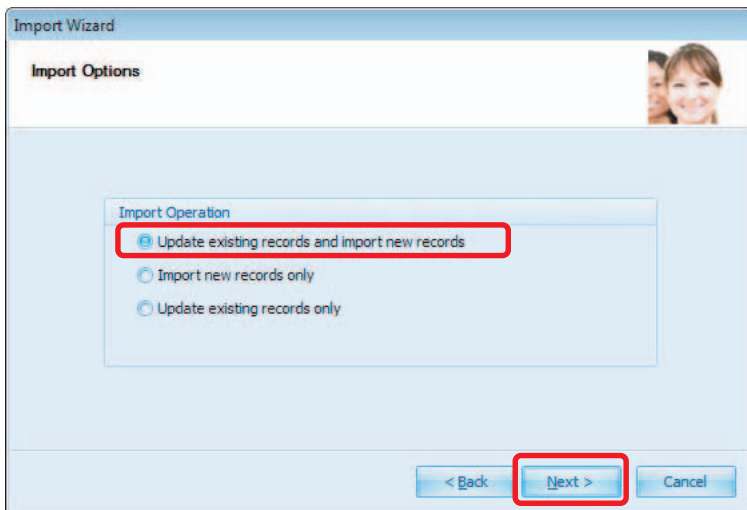 Import Wizard
Import Options
Import Operation
Update existing records and import new records
Import new records only
Update existing records only
< Back Next > Cancel